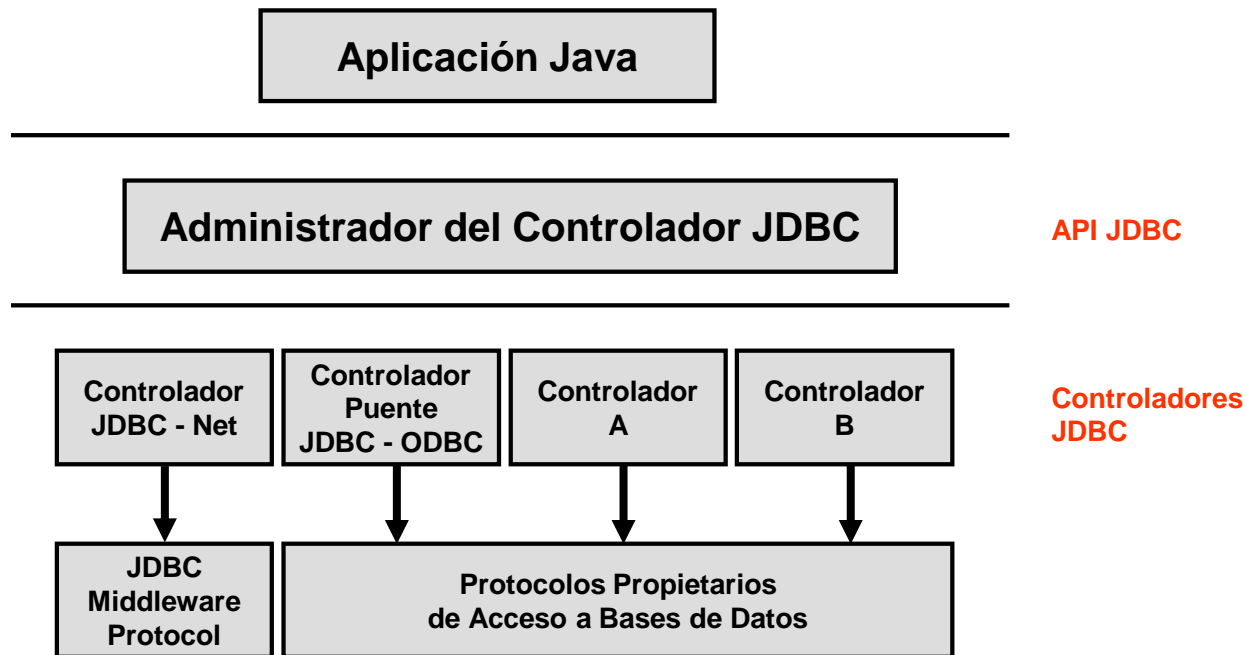 Aplicación Java
Administrador del Controlador JDBC
API JDBC
Controlador
JDBC - Net
Controlador
Puente
JDBC - ODBC
Controlador
A
Controlador
B
Controladores
JDBC
JDBC
Middleware
Protocol
Protocolos Propietarios
de Acceso a Bases de Datos